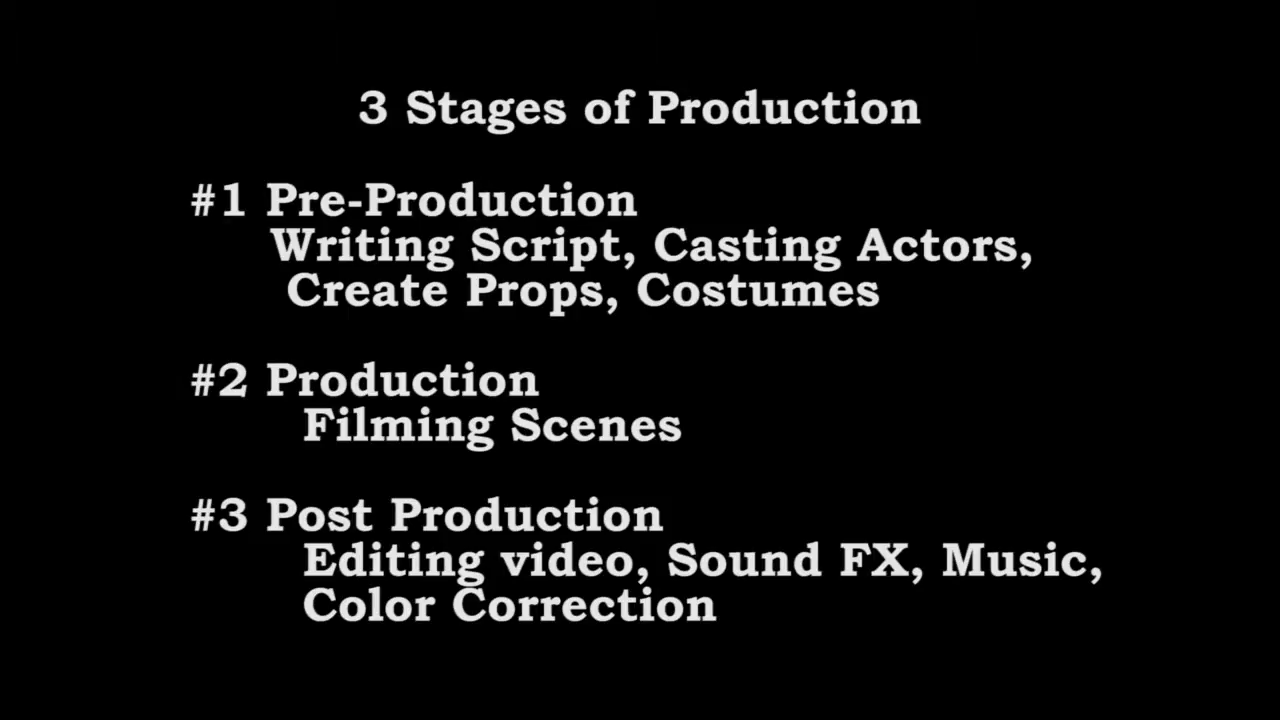 3 Stages of Production
#1 Pre-Production
Writing Script, Casting Actors,
Create Props, Costumes
#2 Production
Filming Scenes
#3 Post Production
Editing video, Sound FX, Music,
Color Correction